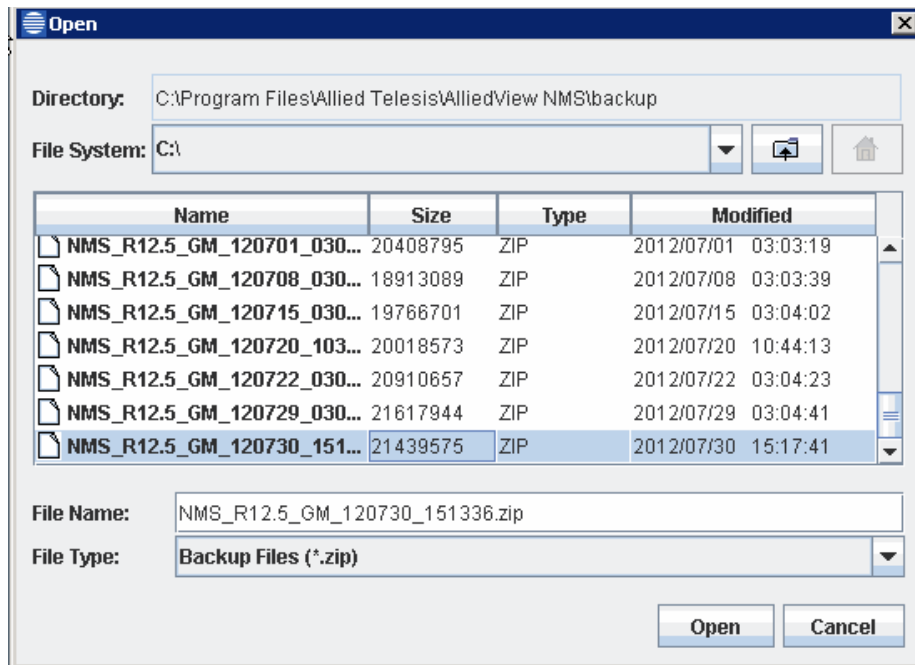 Open
Directory: C:\Program Files\Allied Telesis\AlliedView NMS\backup
File System: C:\
Name Size Type Modified
NMS_R12.5_GM_120701_030... 20408795 ZIP 2012/07/01 03:03:19
NMS_R12.5_GM_120708_030... 18913089 ZIP 2012/07/08 03:03:39
NMS_R12.5_GM_120715_030... 19766701 ZIP 2012/07/15 03:04:02
NMS_R12.5_GM_120720_103... 20018573 ZIP 2012/07/20 10:44:13
NMS_R12.5_GM_120722_030... 20910657 ZIP 2012/07/22 03:04:23
NMS_R12.5_GM_120729_030... 21617944 ZIP 2012/07/29 03:04:41
NMS_R12.5_GM_120730_151... 21439575 ZIP 2012/07/30 15:17:41
File Name: NMS_R12.5_GM_120730_151336.zip
File Type: Backup Files (*.zip)
Open Cancel